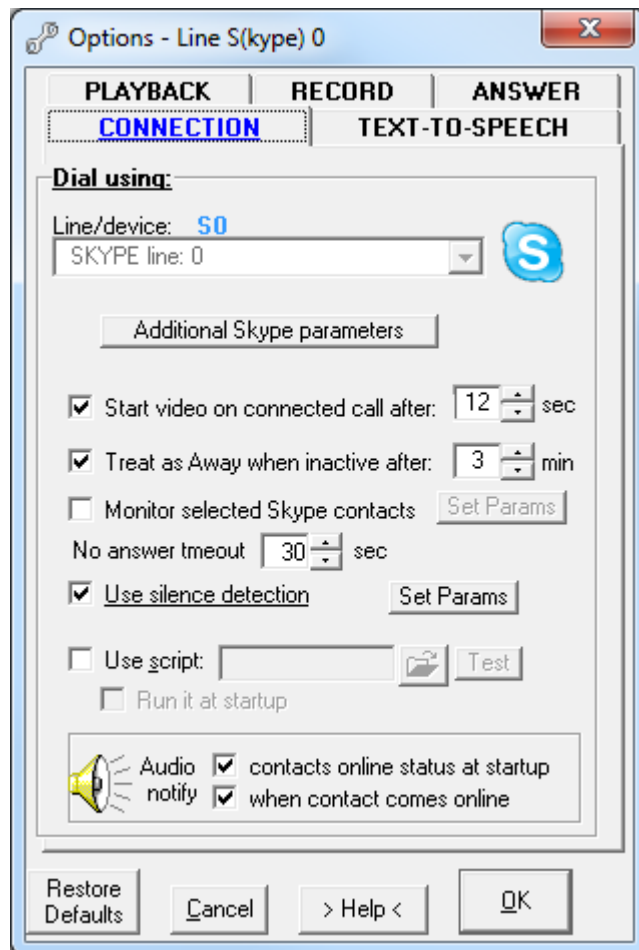 Options - Line S(kype) 0
PLAYBACK RECORD ANSWER
CONNECTION TEXT-TO-SPEECH
Dial using:
Line/device: S0
SKYPE line: 0
S
Additional Skype parameters
Start video on connected call after: 12 sec
Treat as Away when inactive after: 3 min
Monitor selected Skype contacts Set Params
No answer tmeout 30 sec
Use silence detection Set Params
Use script: Test
Run it at startup
Audio notify
contacts online status at startup
when contact comes online
Restore Defaults
Cancel
> Help <
OK